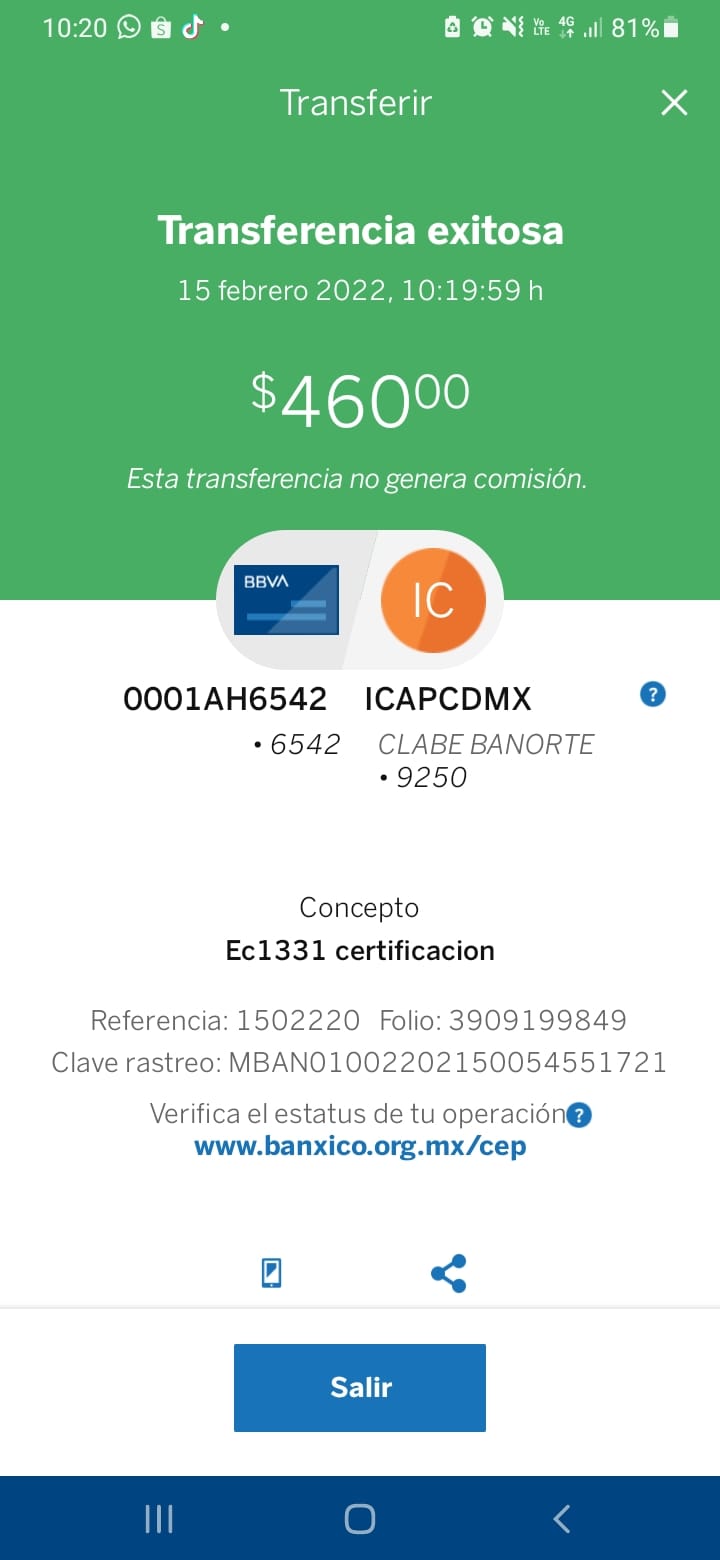 10:20 81%
Transferir
Transferencia exitosa
15 febrero 2022, 10:19:59 h
$46000
Esta transferencia no genera comisión.
BBVA IC
0001AH6542 ICAPCDMX ?
• 6542 CLABE BANORTE
• 9250
Concepto
Ec1331 certificacion
Referencia: 1502220 Folio: 3909199849
Clave rastreo: MBAN01002202150054551721
Verifica el estatus de tu operación ?
www.banxico.org.mx/cep
Salir